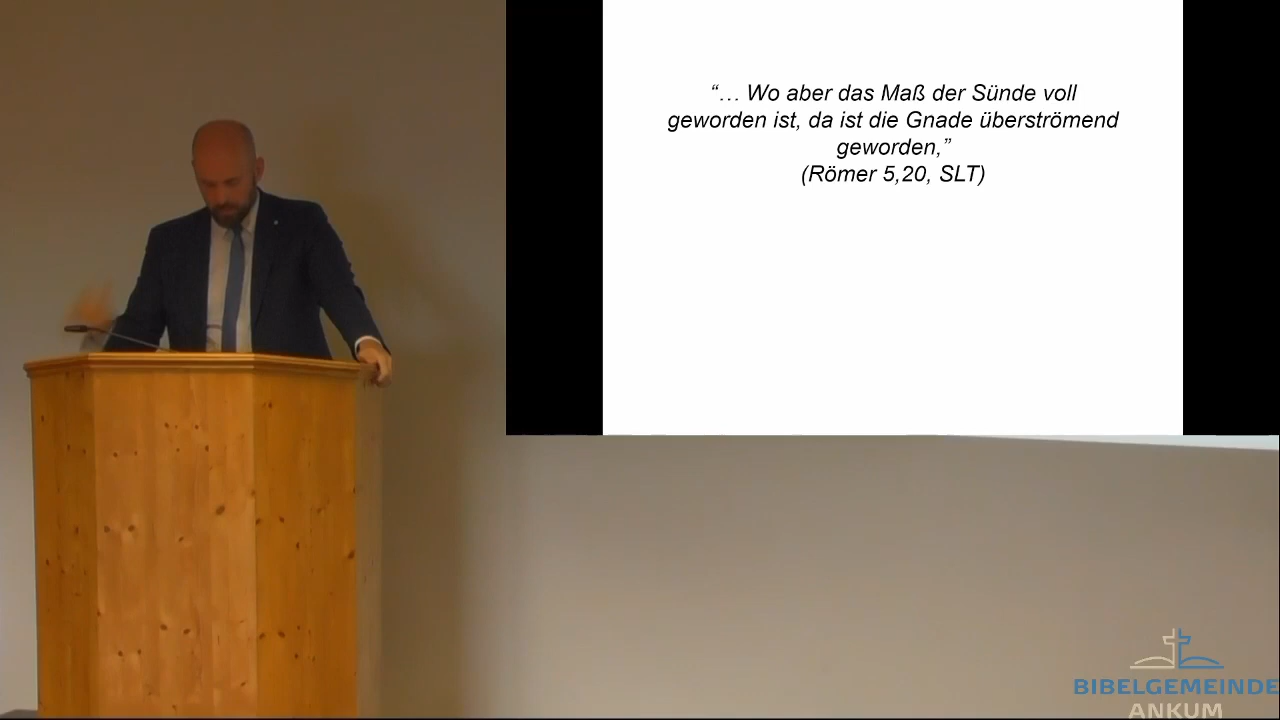 “… Wo aber das Maß der Sünde voll
geworden ist, da ist die Gnade überströmend
geworden,”
(Römer 5,20, SLT)
BIBELGEMEINDE
ANKUM